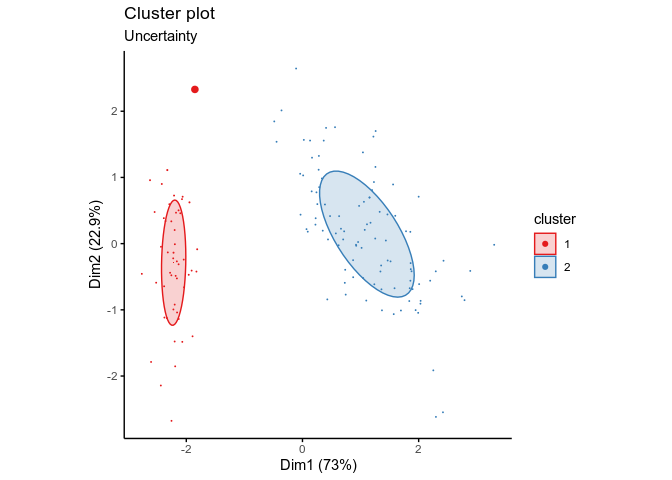 Cluster plot
Uncertainty
2
1
0
-1
-2
Dim2 (22.9%)
-2
0
2
Dim1 (73%)
cluster
1
2